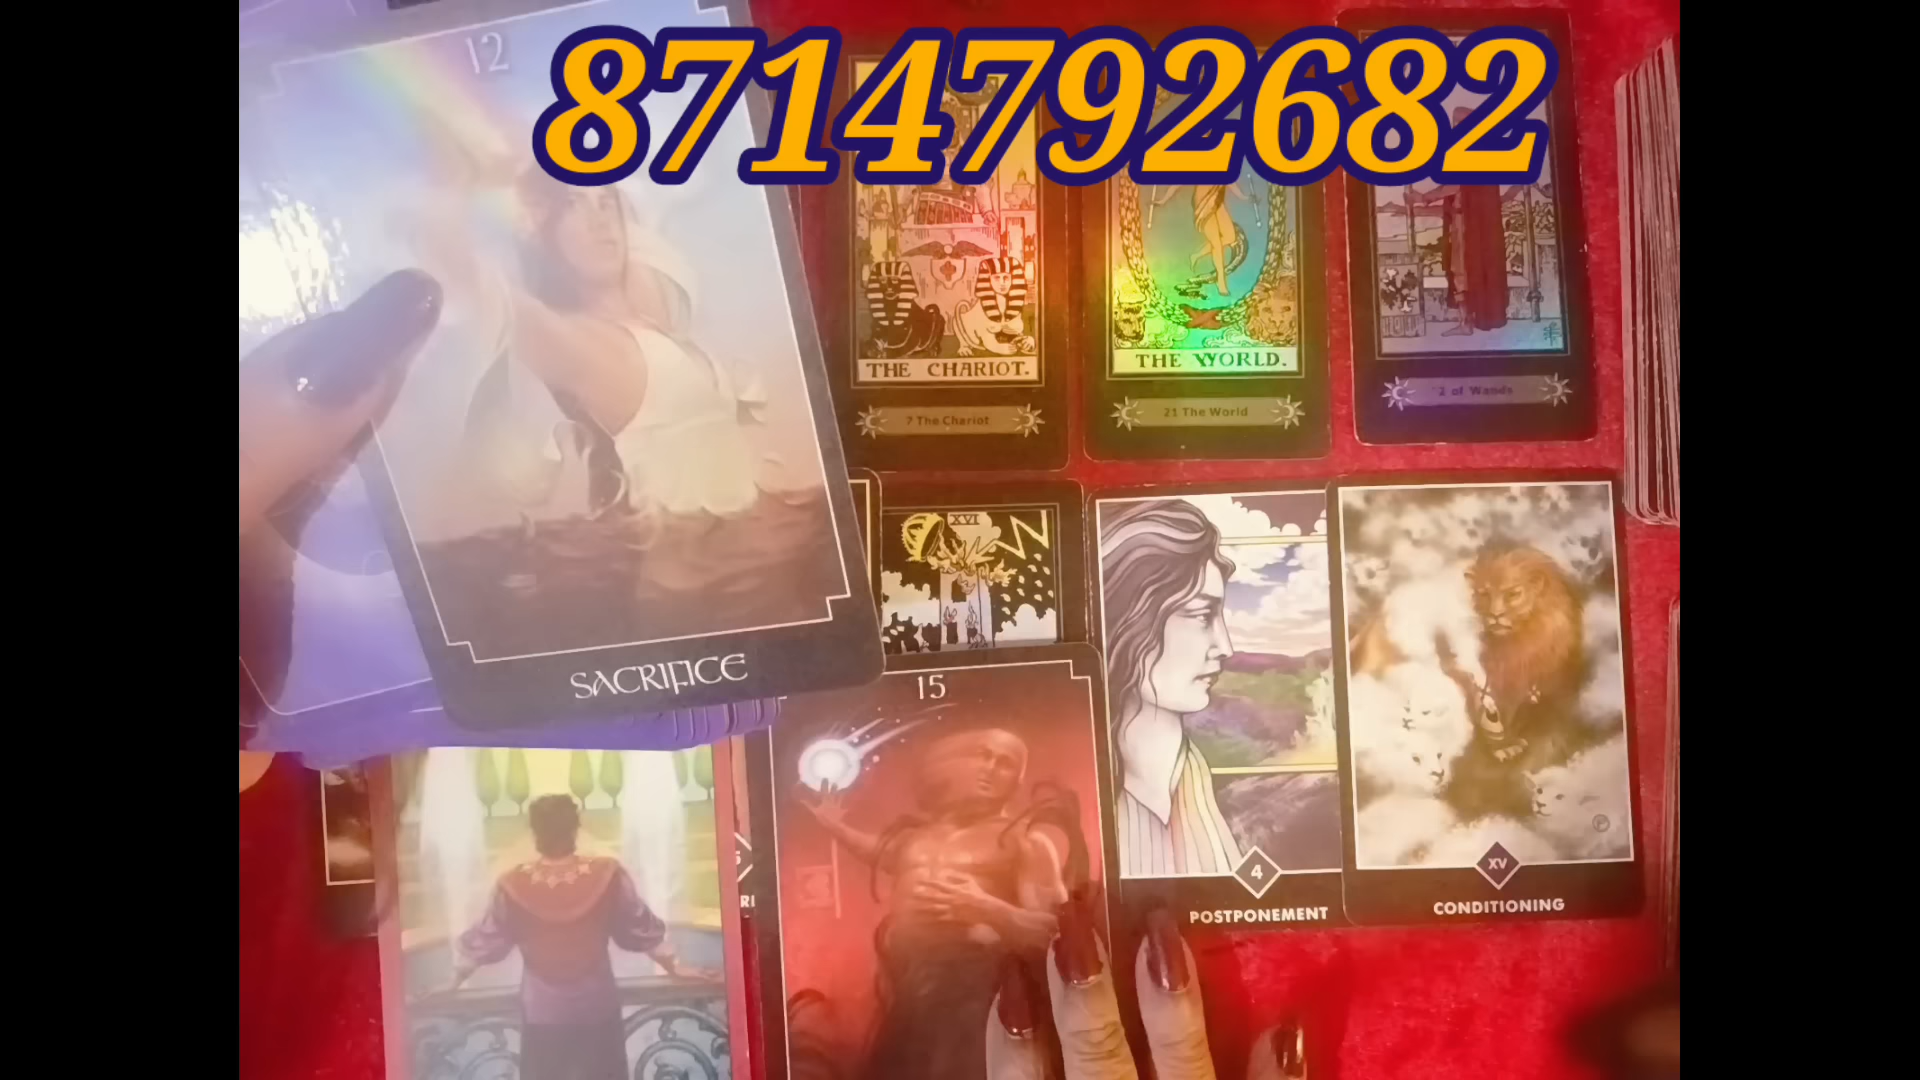 8714792682
12
THE CHARIOT.
7 The Chariot
THE WORLD.
21 The World
2 of Wands
XVI
SACRIFICE
15
RI
4
POSTPONEMENT
XV
CONDITIONING